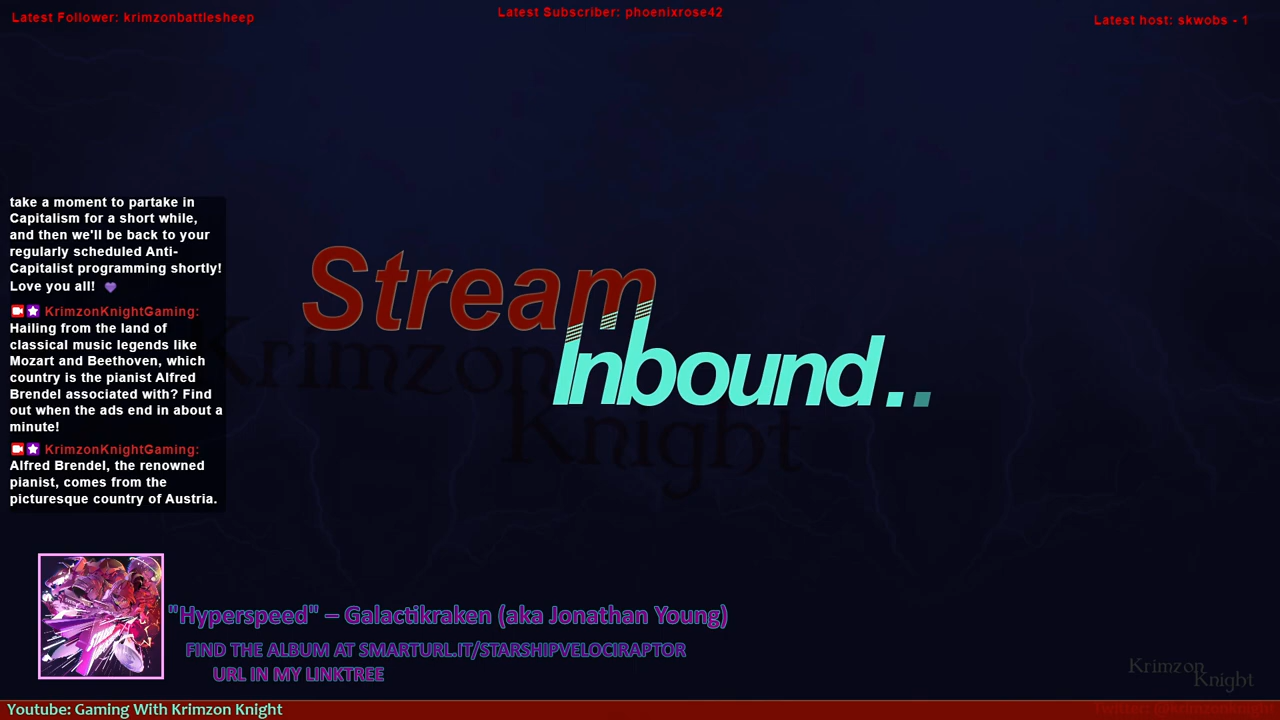 Latest Follower: krimzonbattlesheep
Latest Subscriber: phoenixrose42
Latest host: skwobs - 1
take a moment to partake in
Capitalism for a short while,
and then we'll be back to your
regularly scheduled Anti-
Capitalist programming shortly!
Love you all!
KrimzonKnightGaming:
Hailing from the land of
classical music legends like
Mozart and Beethoven, which
country is the pianist Alfred
Brendel associated with? Find
out when the ads end in about a
minute!
KrimzonKnightGaming:
Alfred Brendel, the renowned
pianist, comes from the
picturesque country of Austria.
Stream
Inbound..
Krimzon
Knight
"Hyperspeed" – Galactikraken (aka Jonathan Young)
FIND THE ALBUM AT SMARTURL.IT/STARSHIPVELOCIRAPTOR
URL IN MY LINKTREE
Krimzon
Knight
Youtube: Gaming With Krimzon Knight
Twitter: @krimzonknight